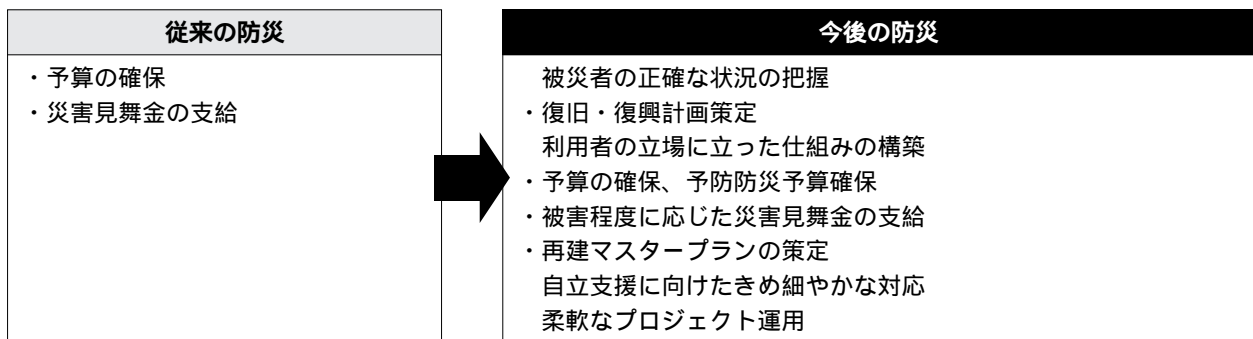 従来の防災
・予算の確保
・災害見舞金の支給
今後の防災
被災者の正確な状況の把握
・復旧・復興計画策定
利用者の立場に立った仕組みの構築
・予算の確保、予防防災予算確保
・被害程度に応じた災害見舞金の支給
・再建マスタープランの策定
自立支援に向けたきめ細やかな対応
柔軟なプロジェクト運用